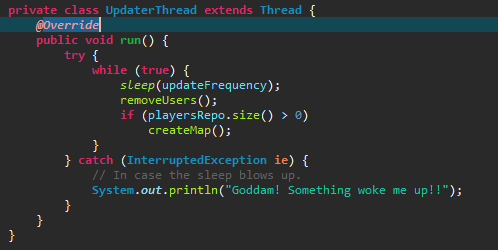 private class UpdaterThread extends Thread {
    @Override
    public void run() {
        try {
            while (true) {
                sleep(updateFrequency);
                removeUsers();
                if (playersRepo.size() > 0)
                    createMap();
            }
        } catch (InterruptedException ie) {
            // In case the sleep blows up.
            System.out.println("Goddam! Something woke me up!!");
        }
    }
}